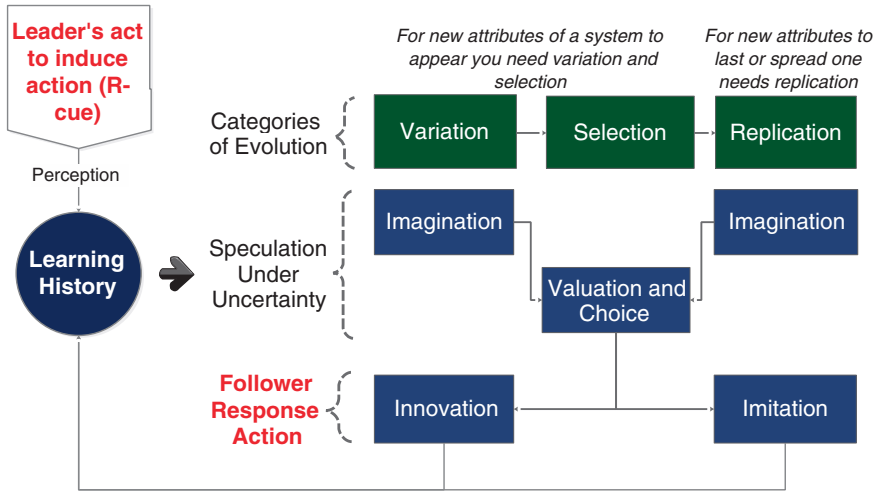 Leader's act
to induce
action (R-
cue)
Perception
Learning
History
For new attributes of a system to
appear you need variation and
selection
For new attributes to
last or spread one
needs replication
Categories
of Evolution
Variation
Selection
Replication
Speculation
Under
Uncertainty
Imagination
Imagination
Valuation and
Choice
Follower
Response
Action
Innovation
Imitation